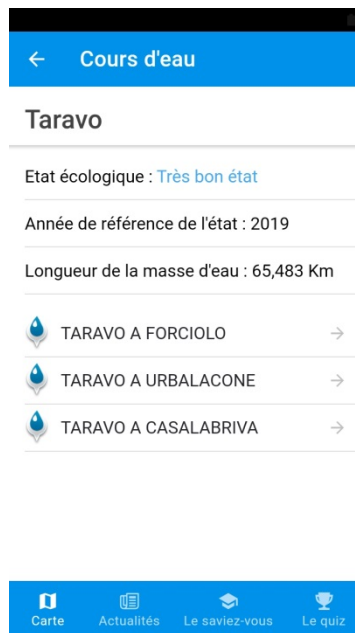 Cours d'eau
Taravo
Etat écologique : Très bon état
Année de référence de l'état : 2019
Longueur de la masse d'eau : 65,483 Km
TARAVO A FORCIOLO
TARAVO A URBALACONE
TARAVO A CASALABRIVA
Carte Actualités Le saviez-vous Le quiz